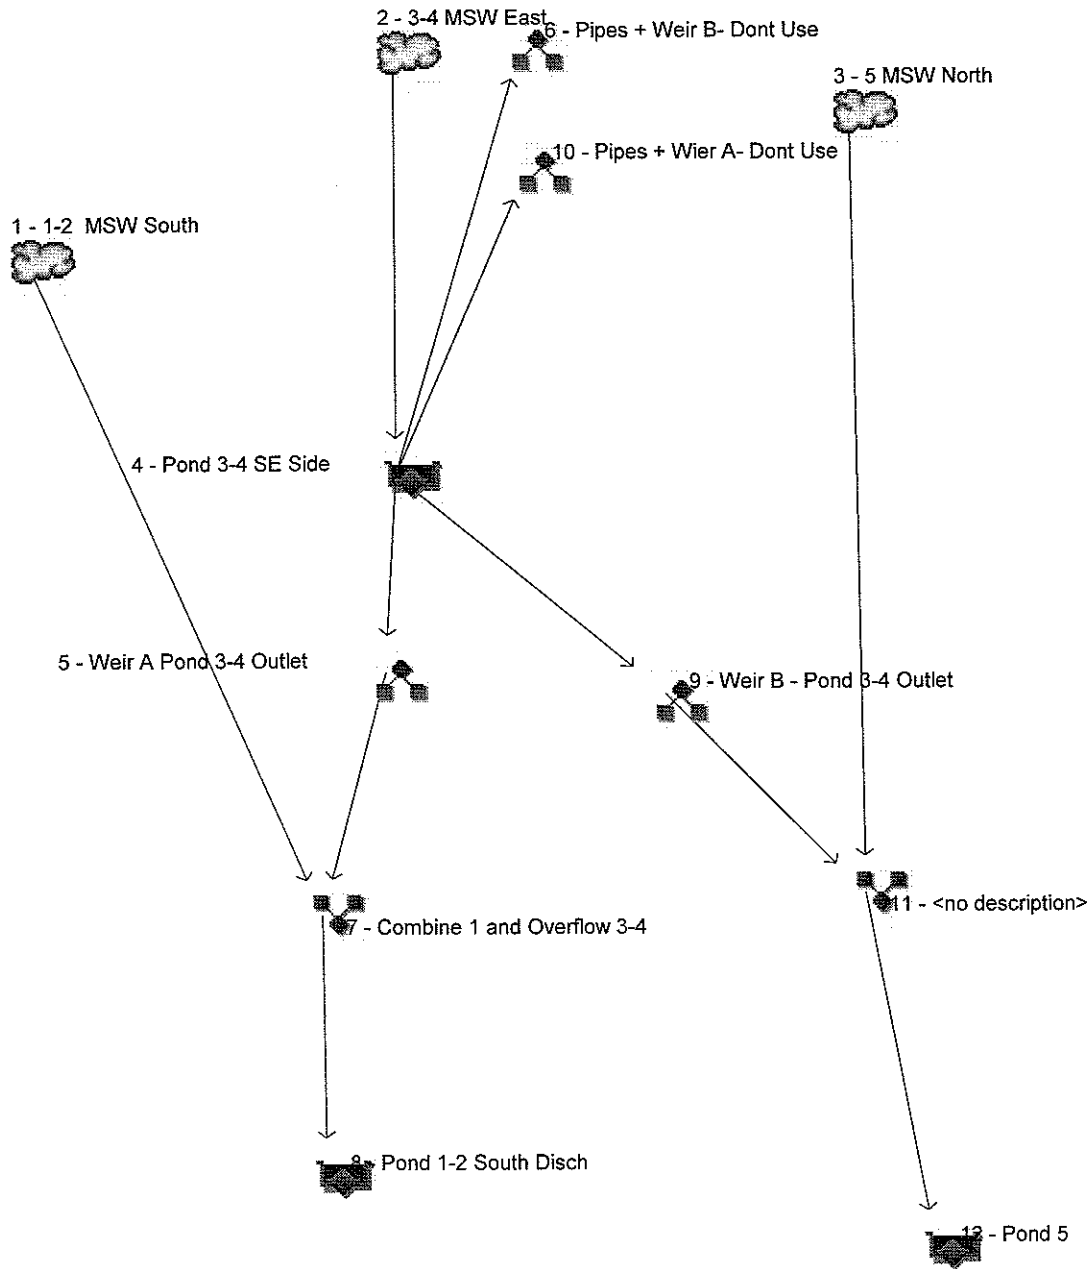 2 - 3-4 MSW East
6 - Pipes + Weir B- Dont Use
3 - 5 MSW North
10 - Pipes + Wier A- Dont Use
1 - 1-2 MSW South
4 - Pond 3-4 SE Side
5 - Weir A Pond 3-4 Outlet
9 - Weir B - Pond 3-4 Outlet
7 - Combine 1 and Overflow 3-4
11 - <no description>
8 - Pond 1-2 South Disch
12 - Pond 5